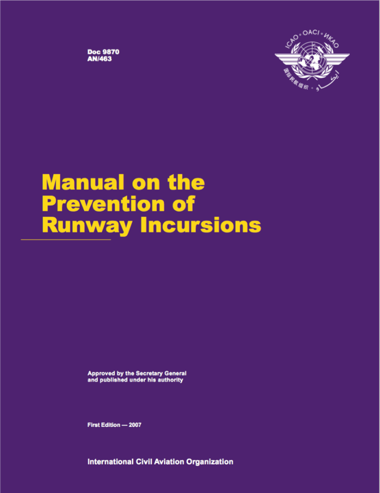 Doc 9870
AN/463
ICAO · OACI · ИКАО
Manual on the
Prevention of
Runway Incursions
Approved by the Secretary General
and published under his authority
First Edition — 2007
International Civil Aviation Organization